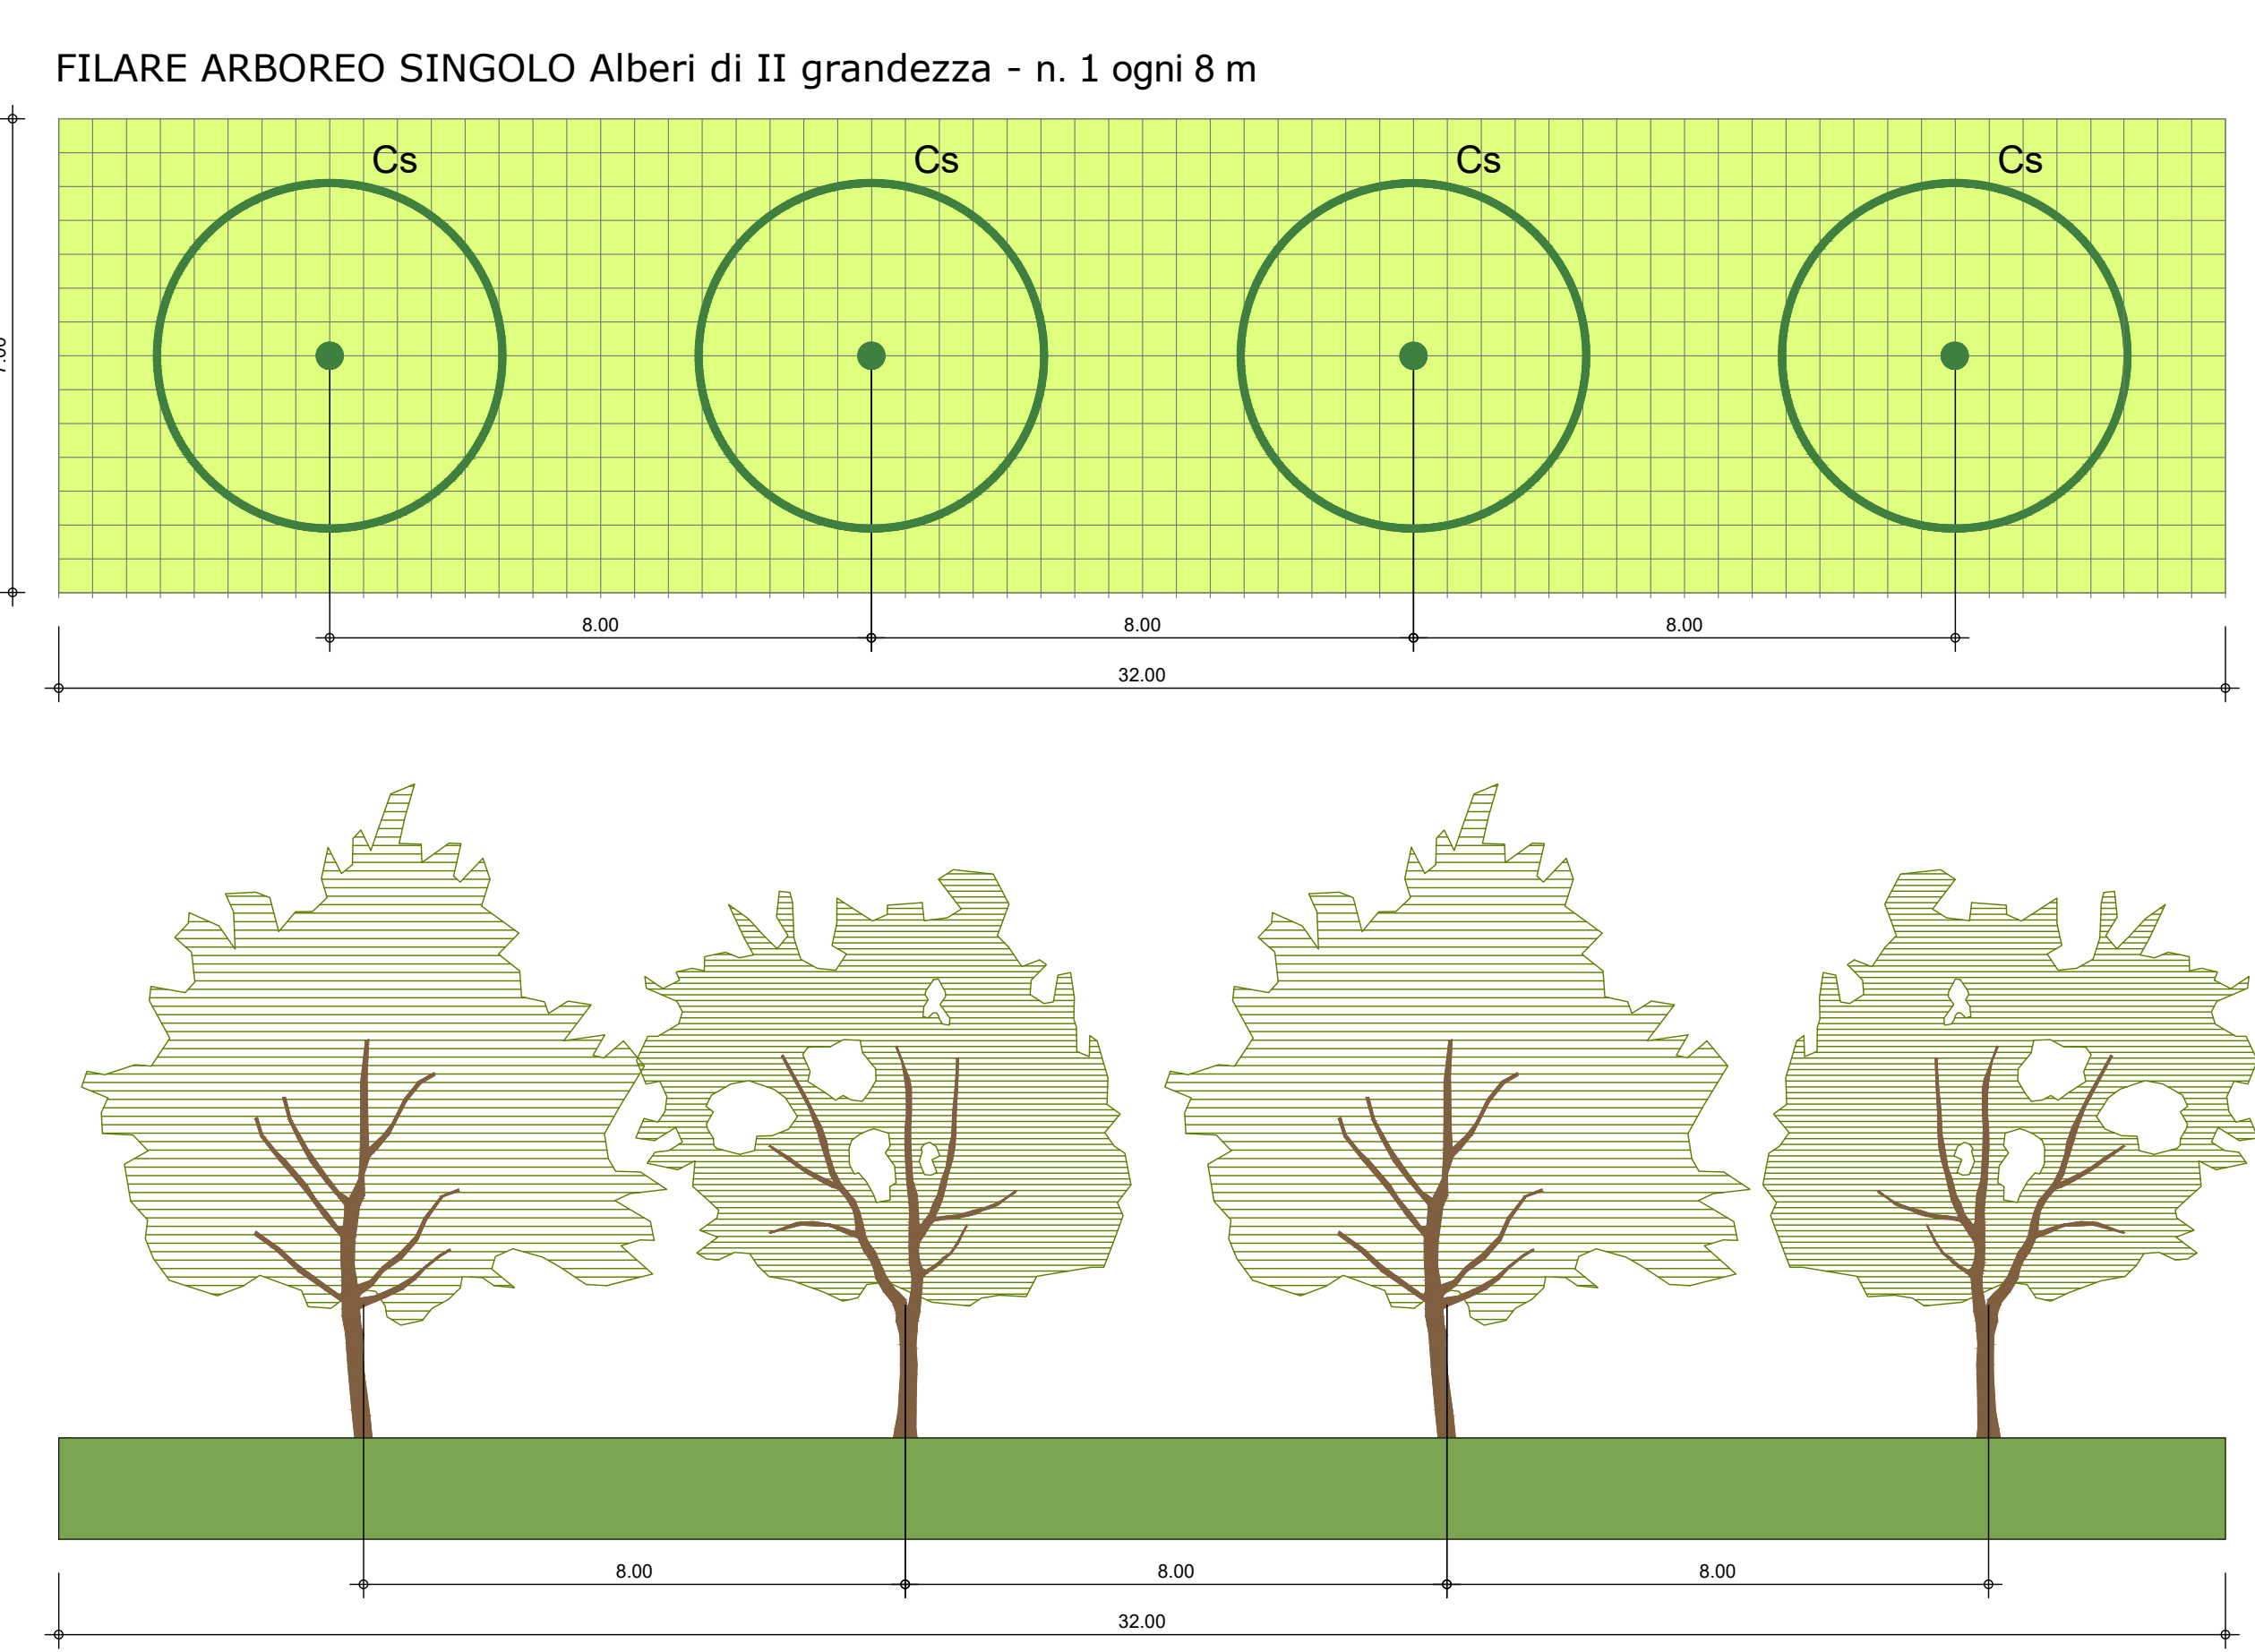 FILARE ARBOREO SINGOLO Alberi di II grandezza - n. 1 ogni 8 m
Cs Cs Cs Cs
8.00 8.00 8.00
32.00
8.00 8.00 8.00
32.00